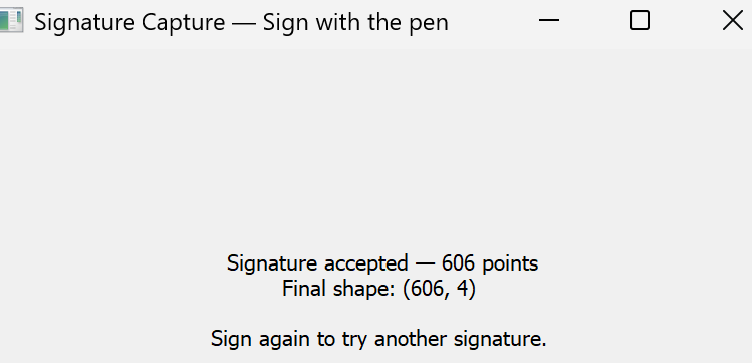 Signature Capture — Sign with the pen
Signature accepted — 606 points
Final shape: (606, 4)
Sign again to try another signature.